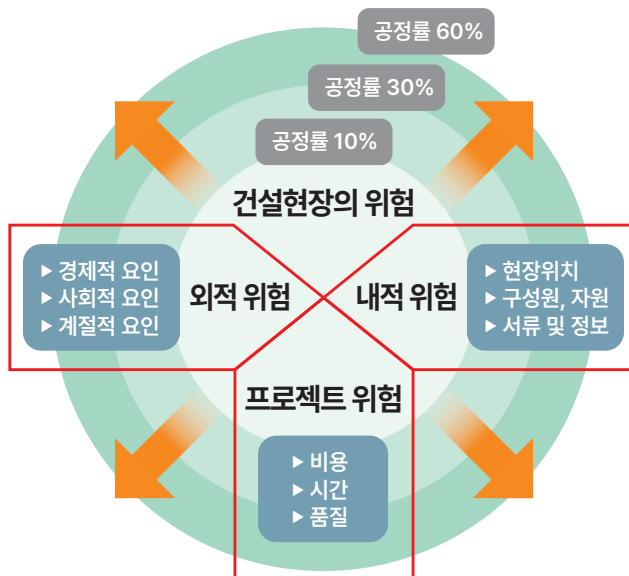 공정률 60%
공정률 30%
공정률 10%
건설현장의 위험
외적 위험
▶ 경제적 요인
▶ 사회적 요인
▶ 계절적 요인
내적 위험
▶ 현장위치
▶ 구성원, 자원
▶ 서류 및 정보
프로젝트 위험
▶ 비용
▶ 시간
▶ 품질